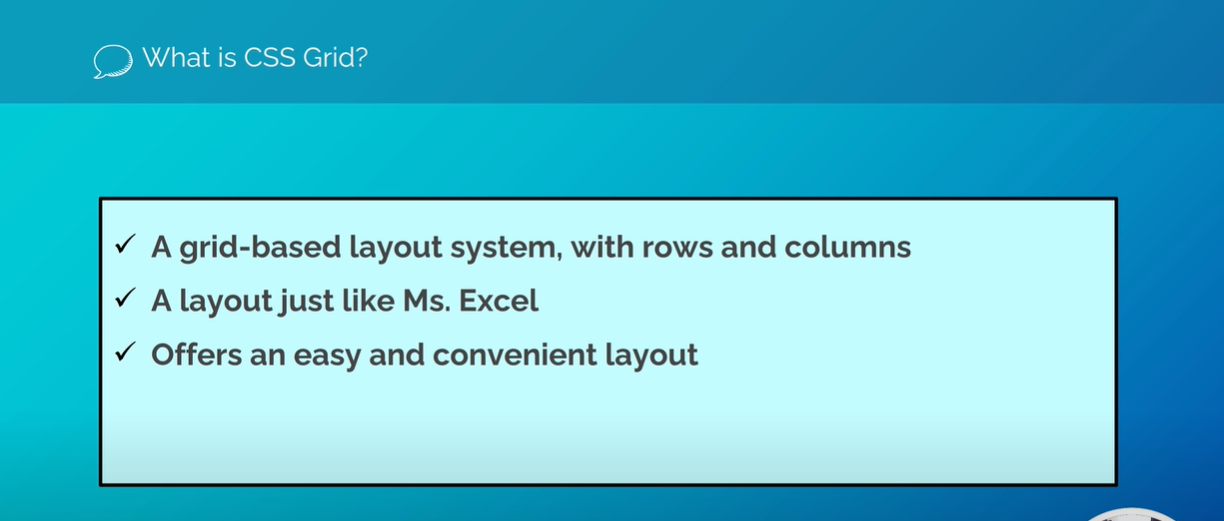 What is CSS Grid?
A grid-based layout system, with rows and columns
A layout just like Ms. Excel
Offers an easy and convenient layout